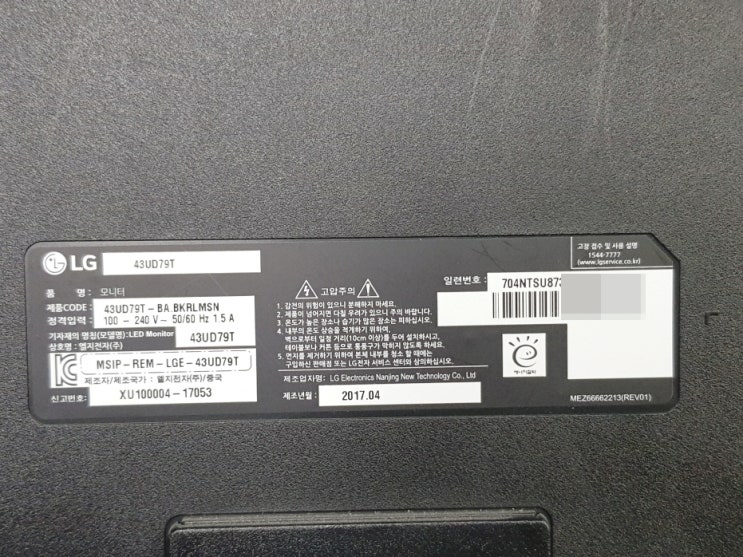 LG
43UD79T
품 명 : 모니터
제품CODE : 43UD79T-BA.BKRLMSN
정격입력 : 100-240 V~ 50/60 Hz 1.5 A
기자재의 명칭(모델명):LED Monitor 43UD79T
상호명: 엘지전자(주)
MSIP-REM-LGE-43UD79T
제조자/제조국가 : 엘지전자(주)/중국
신고번호: XU100004-17053
고압주의
1. 감전의 위험이 있으니 분해하지 마세요.
2. 제품이 넘어지면 다칠 우려가 있으니 주의 바랍니다.
3. 온도가 높은 장소나 습기가 많은 장소는 피하십시오.
4. 내부의 온도 상승을 적게하기 위하여,
벽으로부터 일정 거리(10cm 이상)를 두어 설치하시고,
테이블보나 커튼 등으로 통풍구가 막히지 않도록 하세요.
5. 먼지를 제거하기 위하여 본체 내부를 청소 할 때에는
구입하신 판매점 또는 LG전자 서비스 센터와 상의하십시오.
제조업자명: LG Electronics Nanjing New Technology Co., Ltd
제조년월 : 2017.04
고장 접수 및 사용 설명
1544-7777
(www.lgservice.co.kr)
일련번호 : 704NTSU873
에너지절약
MEZ66662213(REV01)